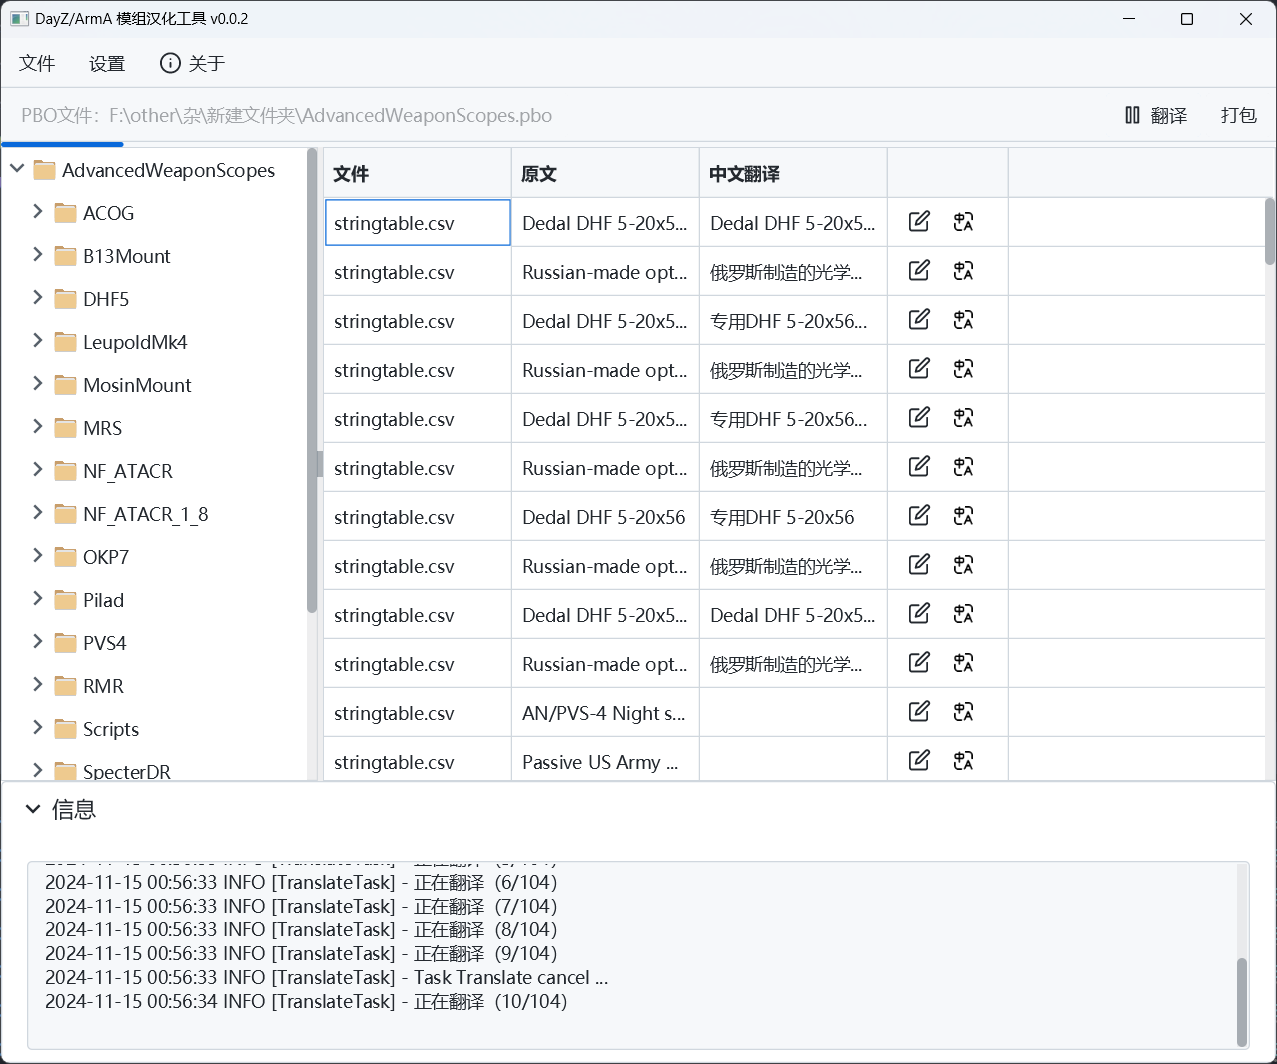 DayZ/ArmA 模组汉化工具 v0.0.2
文件 设置 关于
PBO文件：F:\other\杂\新建文件夹\AdvancedWeaponScopes.pbo 翻译 打包
AdvancedWeaponScopes
ACOG
B13Mount
DHF5
LeupoldMk4
MosinMount
MRS
NF_ATACR
NF_ATACR_1_8
OKP7
Pilad
PVS4
RMR
Scripts
SpecterDR
文件 原文 中文翻译
stringtable.csv Dedal DHF 5-20x5... Dedal DHF 5-20x5...
stringtable.csv Russian-made opt... 俄罗斯制造的光学...
stringtable.csv Dedal DHF 5-20x5... 专用DHF 5-20x56...
stringtable.csv Russian-made opt... 俄罗斯制造的光学...
stringtable.csv Dedal DHF 5-20x5... 专用DHF 5-20x56...
stringtable.csv Russian-made opt... 俄罗斯制造的光学...
stringtable.csv Dedal DHF 5-20x56 专用DHF 5-20x56
stringtable.csv Russian-made opt... 俄罗斯制造的光学...
stringtable.csv Dedal DHF 5-20x5... Dedal DHF 5-20x5...
stringtable.csv Russian-made opt... 俄罗斯制造的光学...
stringtable.csv AN/PVS-4 Night s...
stringtable.csv Passive US Army ...
信息
2024-11-15 00:56:33 INFO [TranslateTask] - 正在翻译（6/104）
2024-11-15 00:56:33 INFO [TranslateTask] - 正在翻译（7/104）
2024-11-15 00:56:33 INFO [TranslateTask] - 正在翻译（8/104）
2024-11-15 00:56:33 INFO [TranslateTask] - 正在翻译（9/104）
2024-11-15 00:56:33 INFO [TranslateTask] - Task Translate cancel ...
2024-11-15 00:56:34 INFO [TranslateTask] - 正在翻译（10/104）